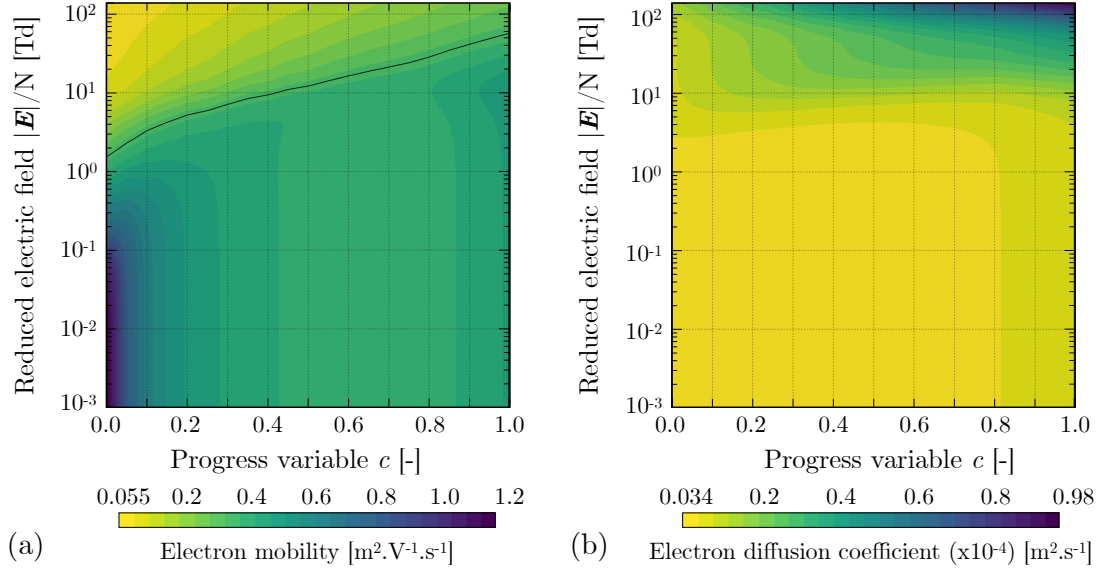 Reduced electric field |E|/N [Td]
10²
10¹
10⁰
10⁻¹
10⁻²
10⁻³
0.0 0.2 0.4 0.6 0.8 1.0
Progress variable c [-]
0.055 0.2 0.4 0.6 0.8 1.0 1.2
(a)
Electron mobility [m².V⁻¹.s⁻¹]
Reduced electric field |E|/N [Td]
10²
10¹
10⁰
10⁻¹
10⁻²
10⁻³
0.0 0.2 0.4 0.6 0.8 1.0
Progress variable c [-]
0.034 0.2 0.4 0.6 0.8 0.98
(b)
Electron diffusion coefficient (x10⁻⁴) [m².s⁻¹]